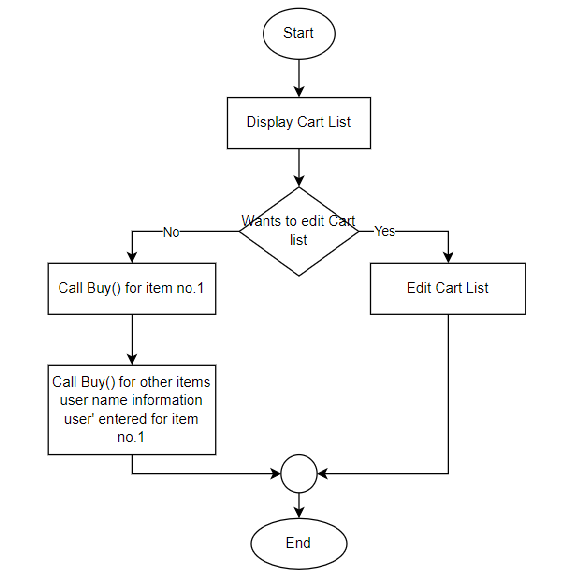 Start
Display Cart List
Wants to edit Cart
list
No
Yes
Call Buy() for item no.1
Edit Cart List
Call Buy() for other items
user name information
user' entered for item
no.1
End